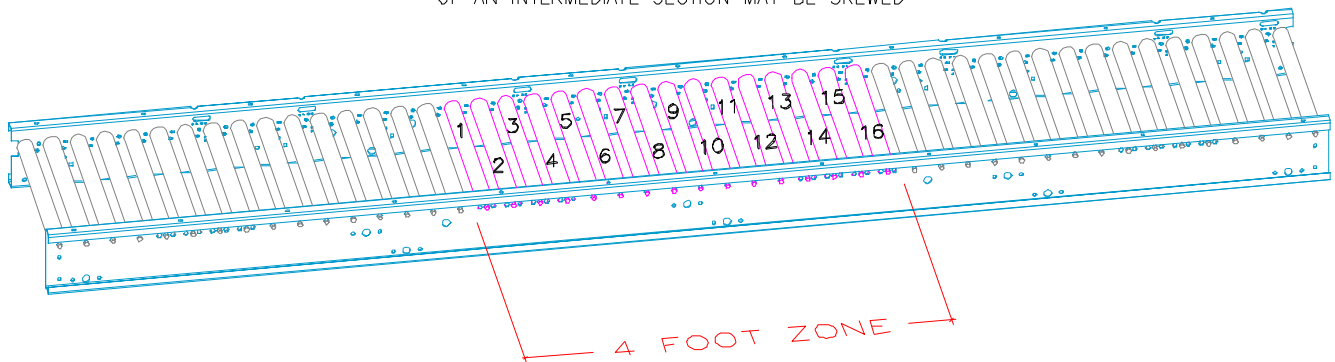 OF AN INTERMEDIATE SECTION MAY BE SKEWED
1 3 5 7 9 11 13 15
2 4 6 8 10 12 14 16
4 FOOT ZONE